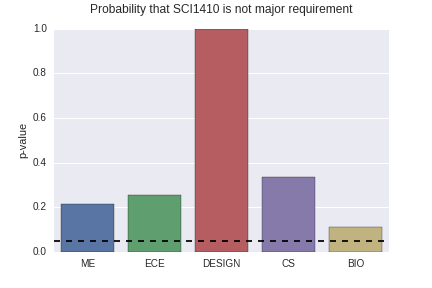 Probability that SCI1410 is not major requirement
1.0
0.8
0.6
0.4
0.2
0.0
p-value
ME ECE DESIGN CS BIO